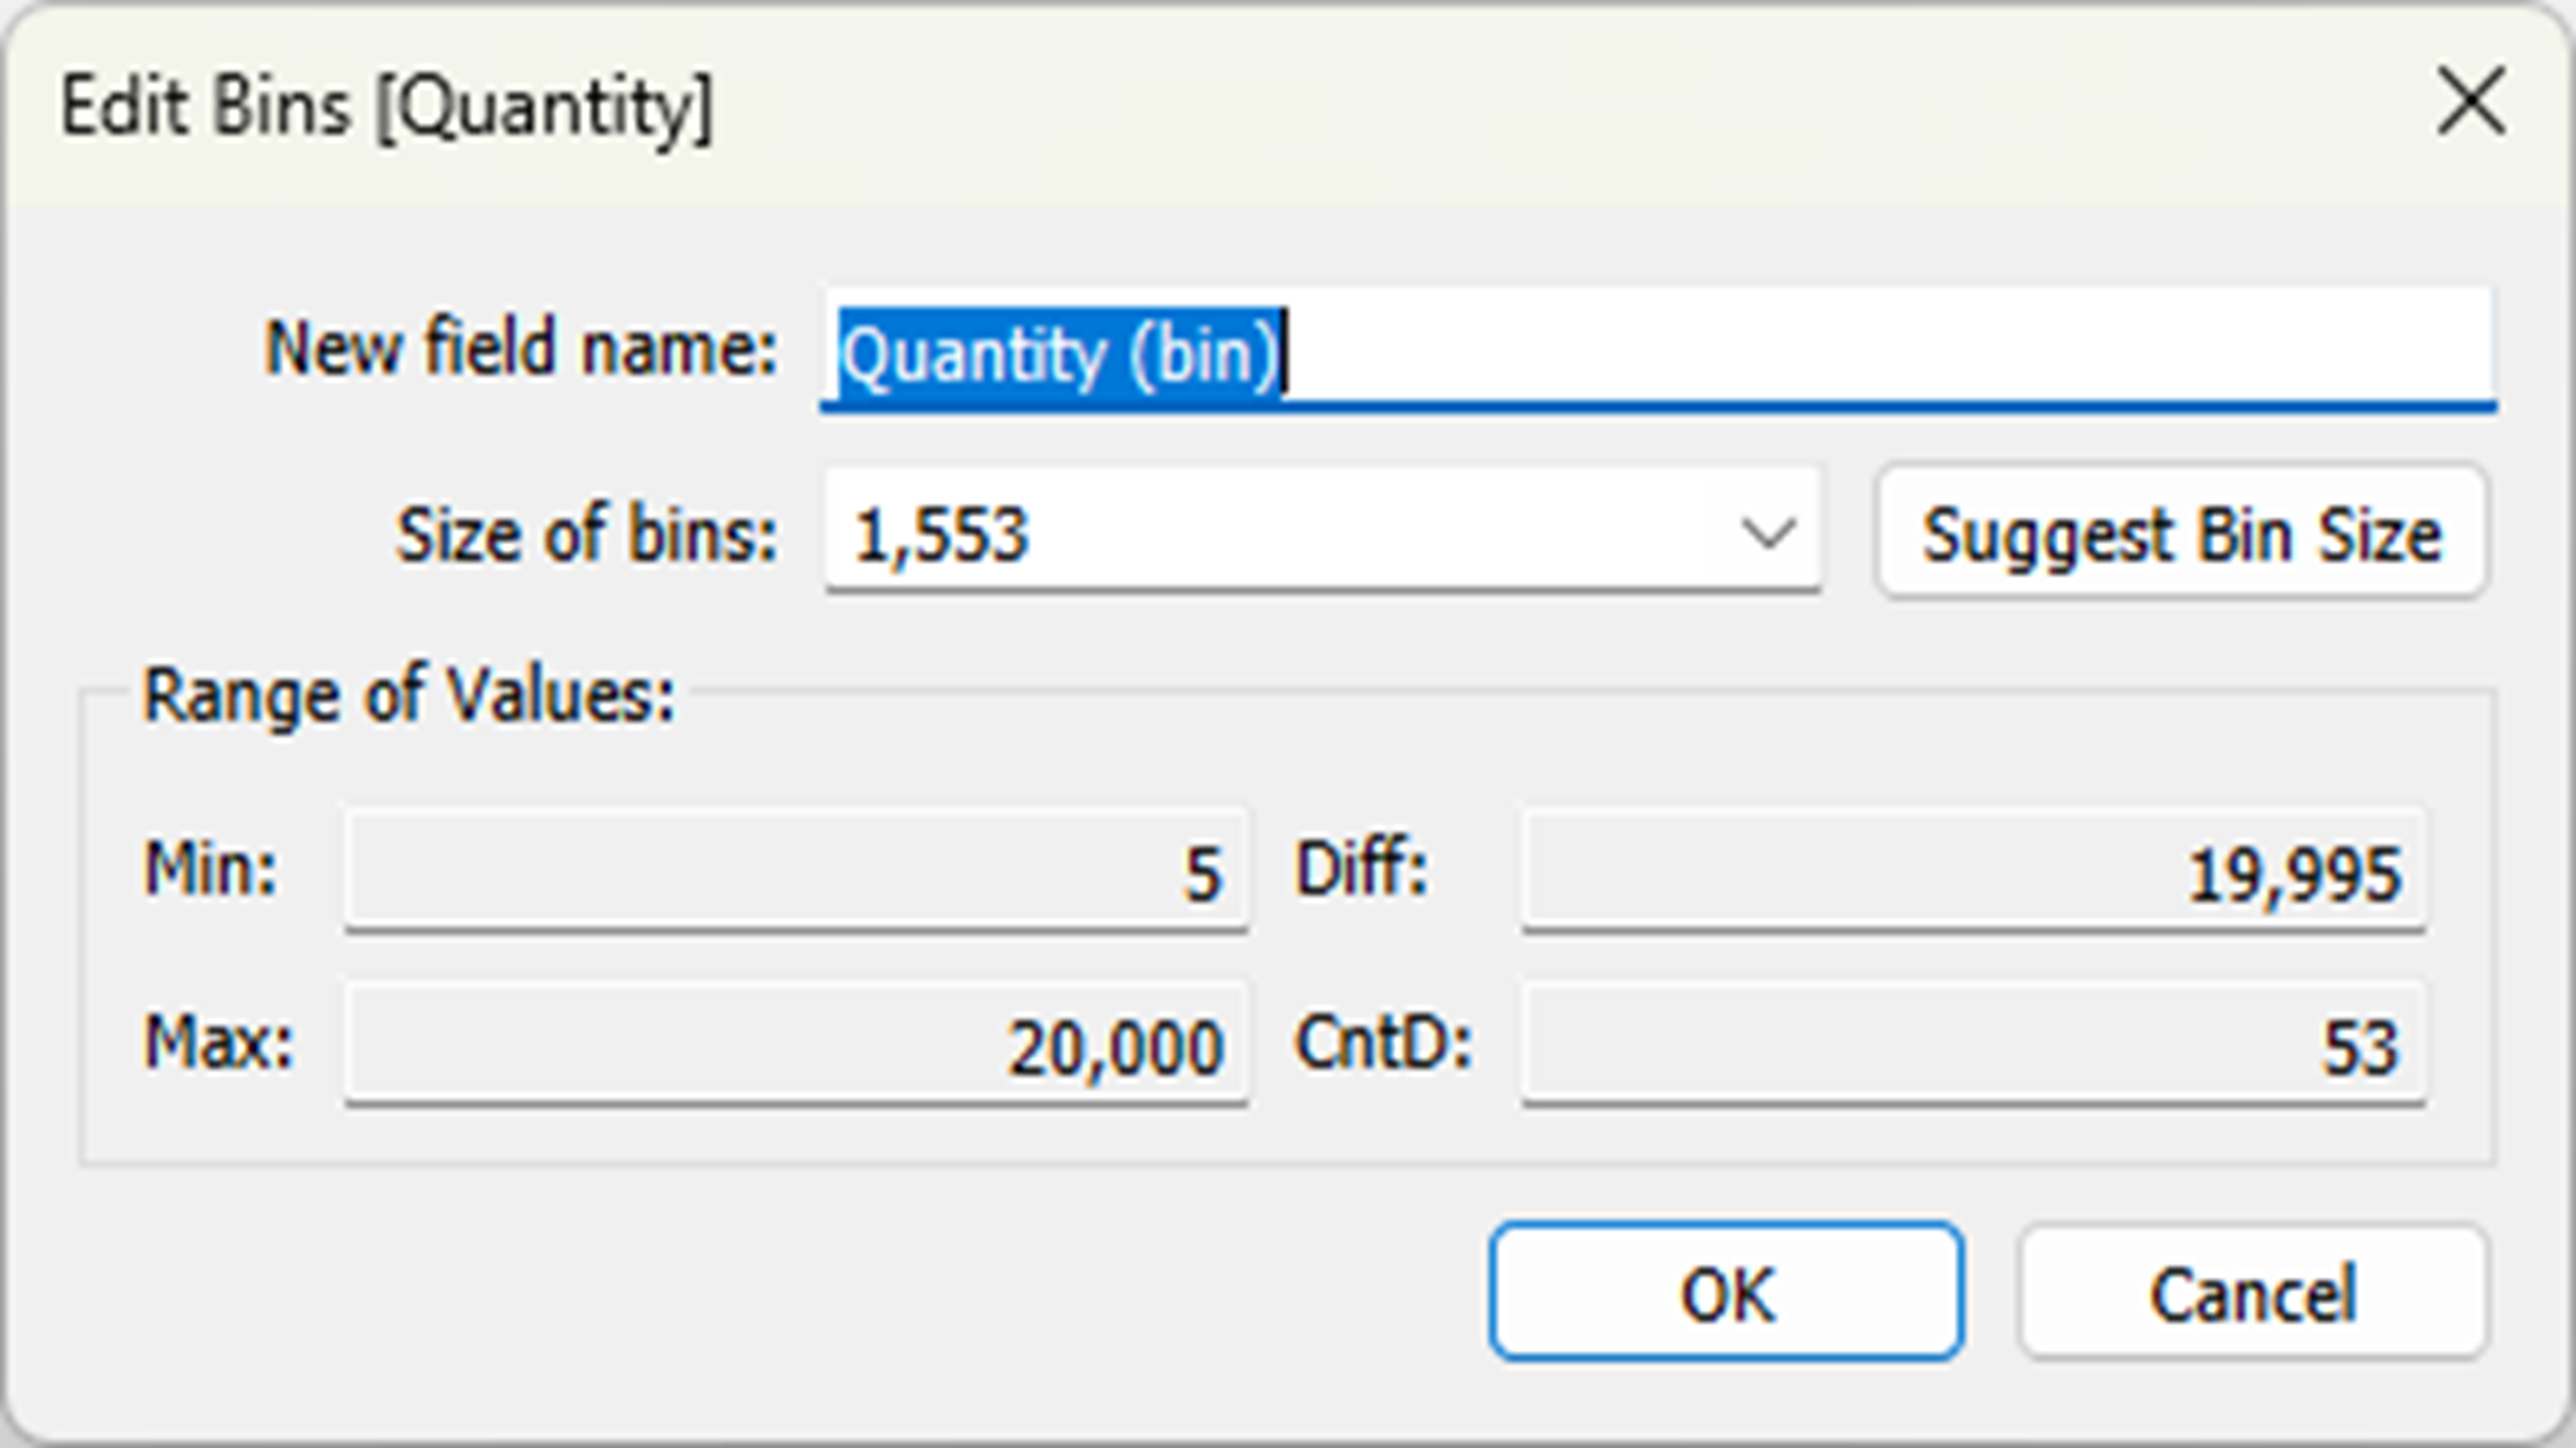 Edit Bins [Quantity]
New field name: Quantity (bin)
Size of bins: 1,553 Suggest Bin Size
Range of Values:
Min: 5 Diff: 19,995
Max: 20,000 CntD: 53
OK Cancel